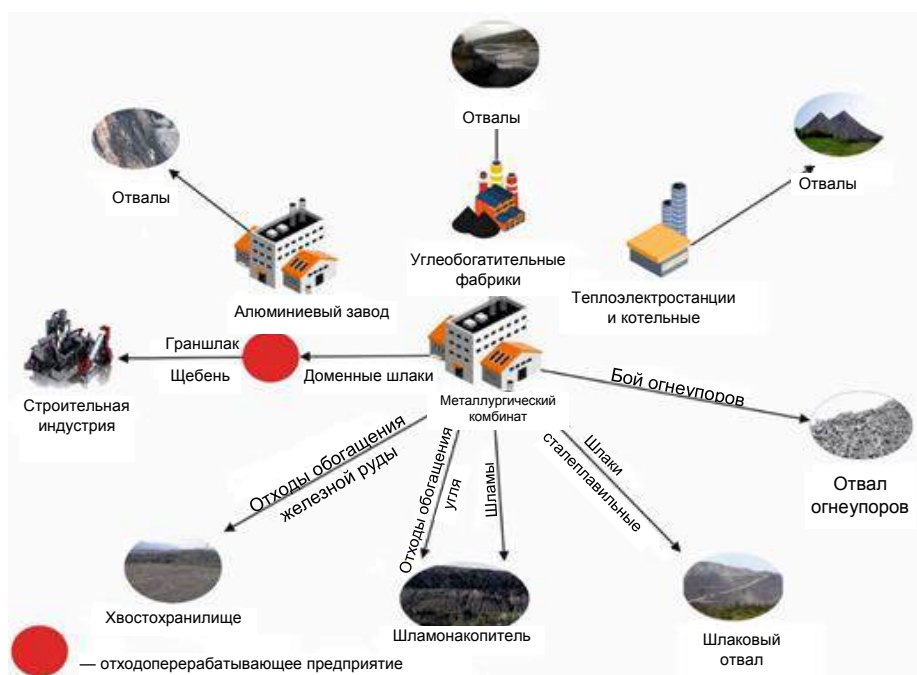 Отвалы
Отвалы
Отвалы
Углеобогатительные
фабрики
Теплоэлектростанции
и котельные
Алюминиевый завод
Граншлак
Щебень
Доменные шлаки
Строительная
индустрия
Металлургический
комбинат
Бой огнеупоров
Отвал
огнеупоров
Отходы обогащения
железной руды
Отходы обогащения
угля
Шламы
Шлаки
сталеплавильные
Хвостохранилище
Шламонакопитель
Шлаковый
отвал
— отходоперерабатывающее предприятие